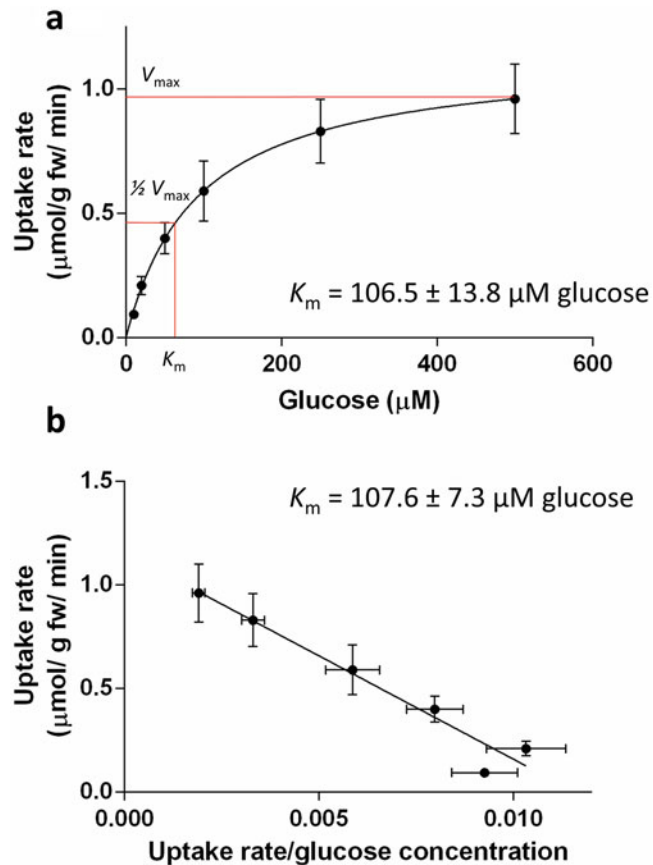 a
Uptake rate
(μmol/g fw/ min)
1.0
0.5
0.0
Vmax
½ Vmax
Km
Km = 106.5 ± 13.8 μM glucose
0
200
400
600
Glucose (μM)
b
Uptake rate
(μmol/ g fw/ min)
1.5
1.0
0.5
0.0
Km = 107.6 ± 7.3 μM glucose
0.000
0.005
0.010
Uptake rate/glucose concentration